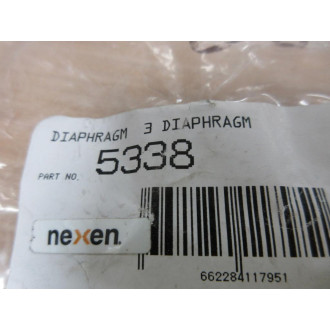 DIAPHRAGM 3 DIAPHRAGM
PART NO. 5338
nexen.
662284117951